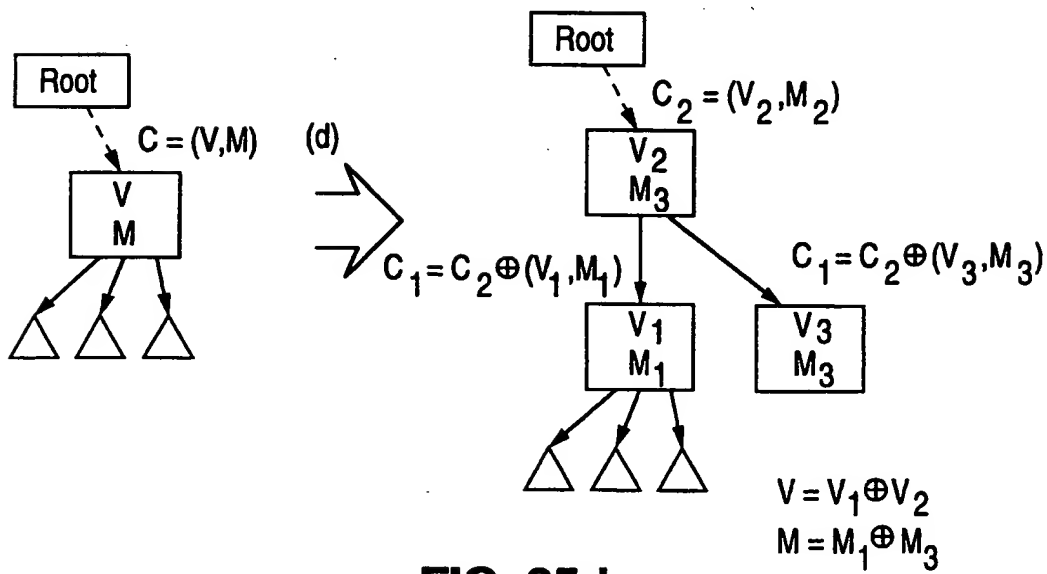 Root
C = (V,M)
V
M
(d)
Root
C2 = (V2,M2)
V2
M3
C1 = C2⊕(V1,M1)
C1 = C2⊕(V3,M3)
V1
M1
V3
M3
V = V1⊕V2
M = M1⊕M3